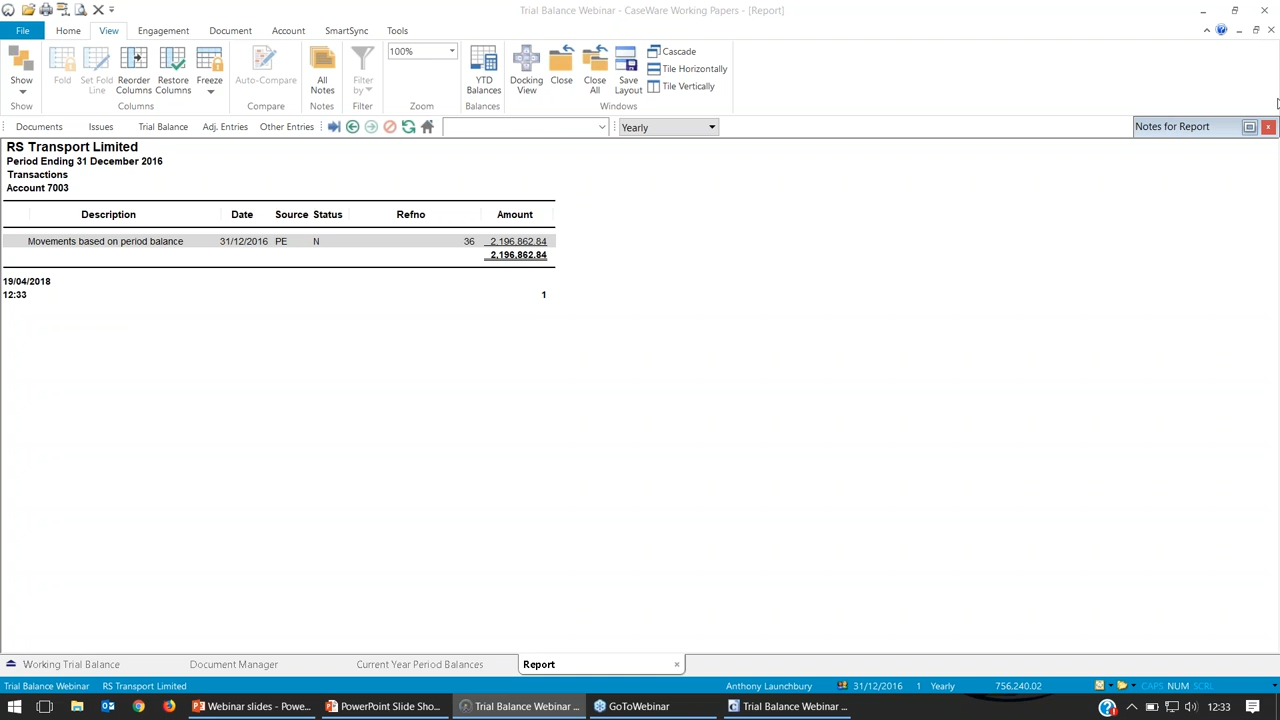 Trial Balance Webinar - CaseWare Working Papers - [Report]
File Home View Engagement Document Account SmartSync Tools
Show Fold Set Fold Line Reorder Columns Restore Columns Freeze Auto-Compare All Notes Filter by 100% YTD Balances Docking View Close Close All Save Layout Cascade
Tile Horizontally
Tile Vertically
Show Columns Compare Notes Filter Zoom Balances Windows
Documents Issues Trial Balance Adj. Entries Other Entries Yearly Notes for Report
RS Transport Limited
Period Ending 31 December 2016
Transactions
Account 7003
Description Date Source Status Refno Amount
Movements based on period balance 31/12/2016 PE N 36 2,196,862.84
2,196,862.84
19/04/2018
12:33 1
Working Trial Balance Document Manager Current Year Period Balances Report
Trial Balance Webinar RS Transport Limited Anthony Launchbury 31/12/2016 1 Yearly 756,240.02 CAPS NUM SCRL
Webinar slides - Powe... PowerPoint Slide Sho... Trial Balance Webinar ... GoToWebinar Trial Balance Webinar ... 12:33